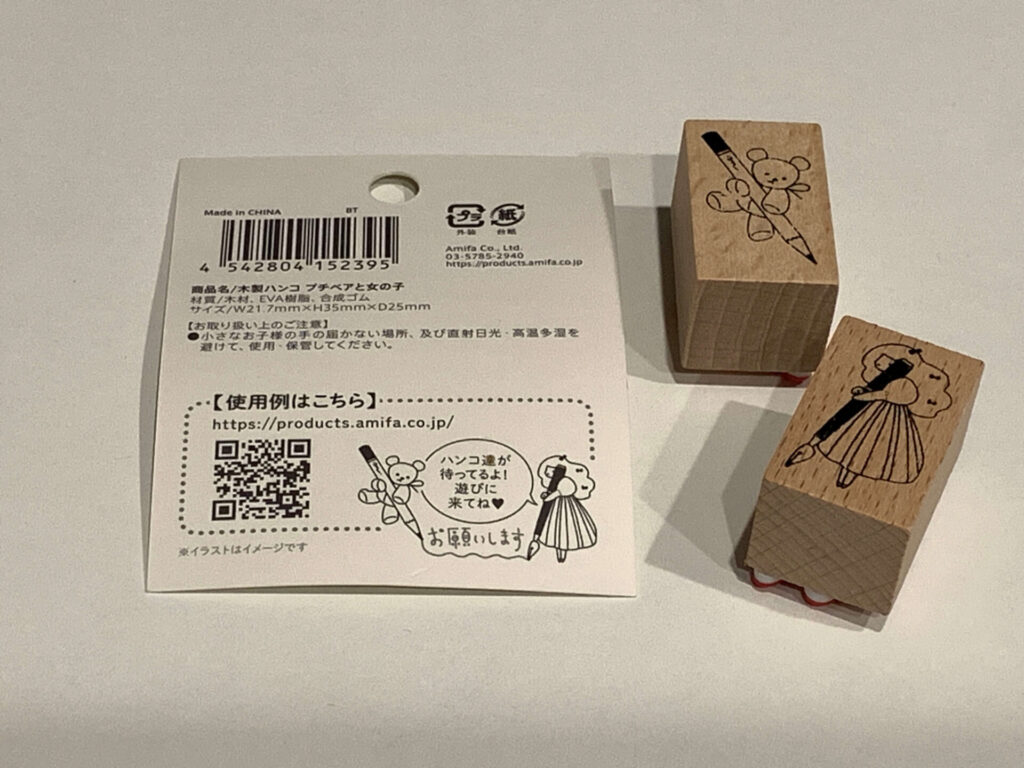 Made in CHINA
BT
4 542804 152395
プラ
外装
紙
台紙
Amifa Co., Ltd.
03-5785-2940
https://products.amifa.co.jp
商品名/木製ハンコ プチベアと女の子
材質/木材、EVA樹脂、合成ゴム
サイズ/W21.7mm×H35mm×D25mm
【お取り扱い上のご注意】
●小さなお子様の手の届かない場所、及び直射日光・高温多湿を
避けて、使用・保管してください。
【使用例はこちら】
https://products.amifa.co.jp/
ハンコ達が
待ってるよ!
遊びに
来てね♥
お願いします
※イラストはイメージです